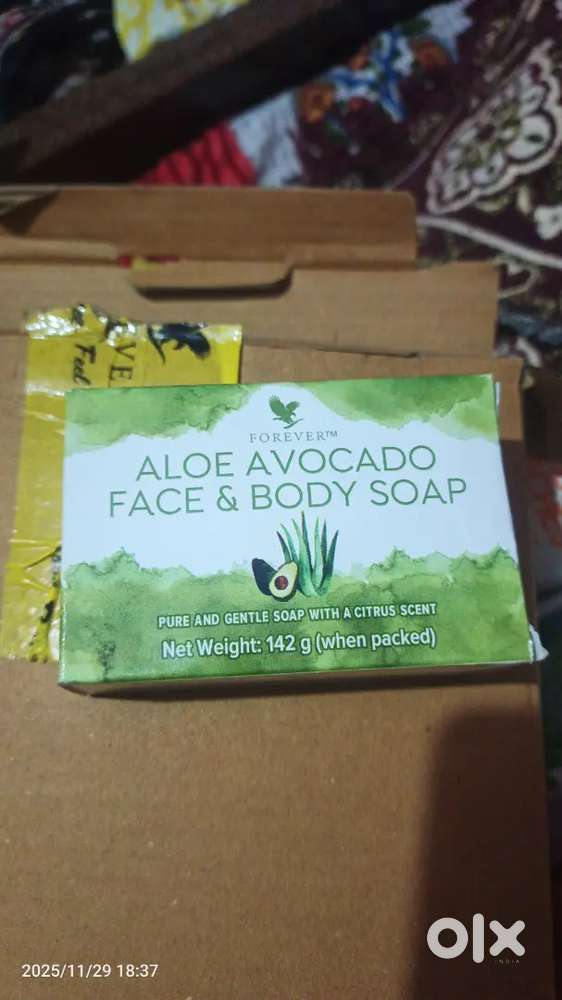 FOREVER™
ALOE AVOCADO
FACE & BODY SOAP
PURE AND GENTLE SOAP WITH A CITRUS SCENT
Net Weight: 142 g (when packed)
olx
INDIA
2025/11/29 18:37